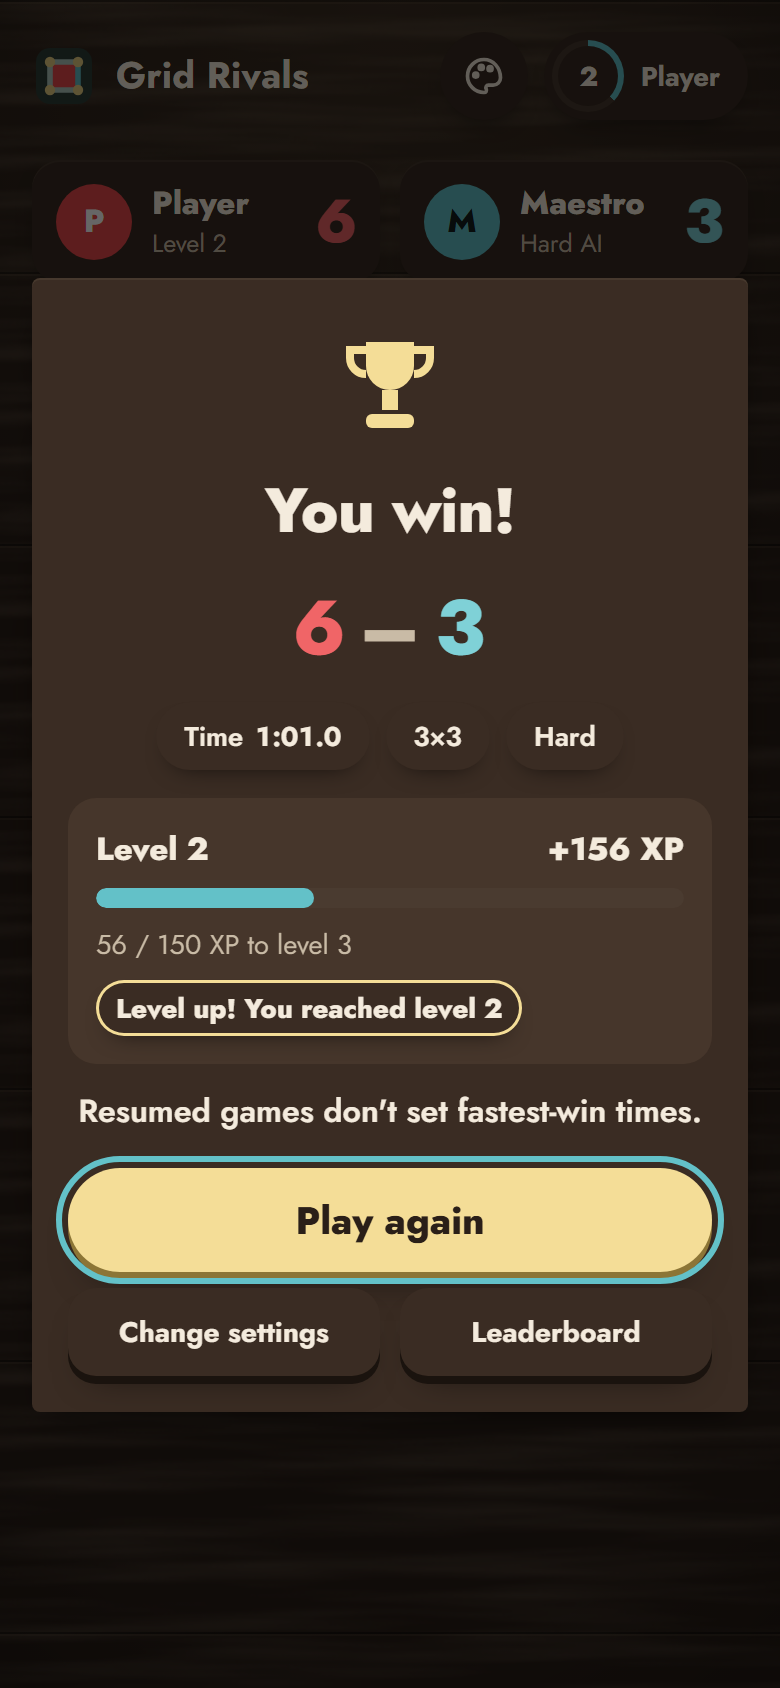 Grid Rivals
2 Player
P Player 6
Level 2
M Maestro 3
Hard AI
You win!
6 – 3
Time 1:01.0 3×3 Hard
Level 2 +156 XP
56 / 150 XP to level 3
Level up! You reached level 2
Resumed games don't set fastest-win times.
Play again
Change settings Leaderboard